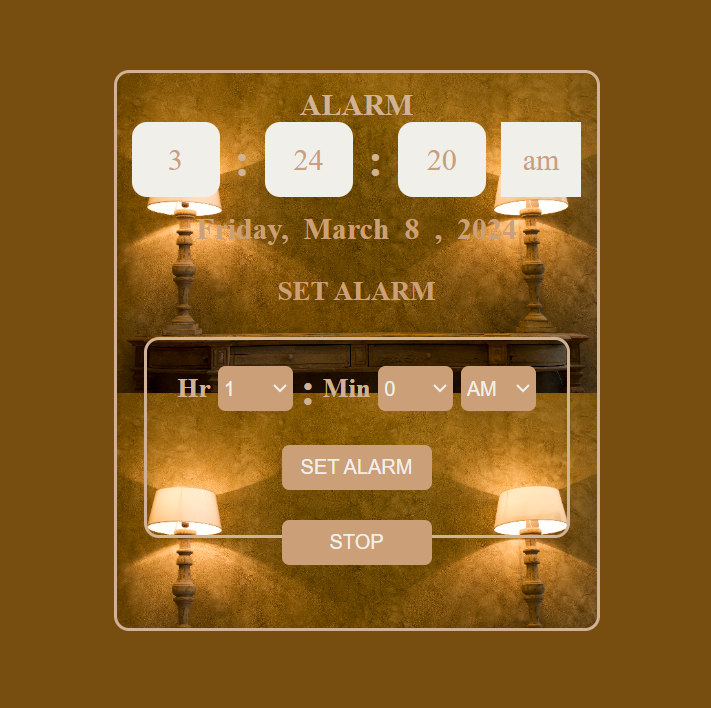 ALARM
3 : 24 : 20 am
Friday, March 8 , 2024
SET ALARM
Hr 1 : Min 0 AM
SET ALARM
STOP